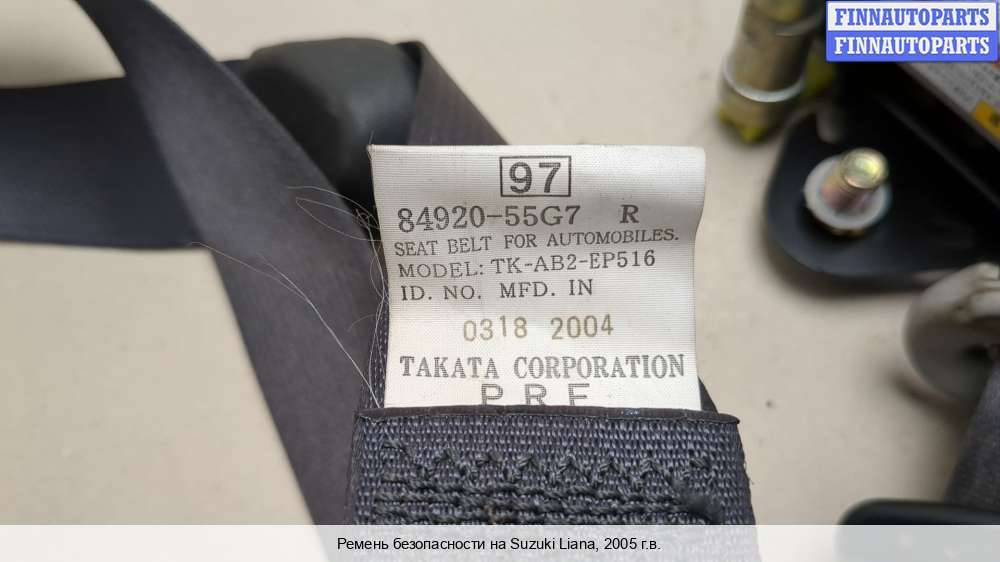 FINNAUTOPARTS
FINNAUTOPARTS
97
84920-55G7 R
SEAT BELT FOR AUTOMOBILES.
MODEL: TK-AB2-EP516
ID. NO. MFD. IN
0318 2004
TAKATA CORPORATION
Ремень безопасности на Suzuki Liana, 2005 г.в.